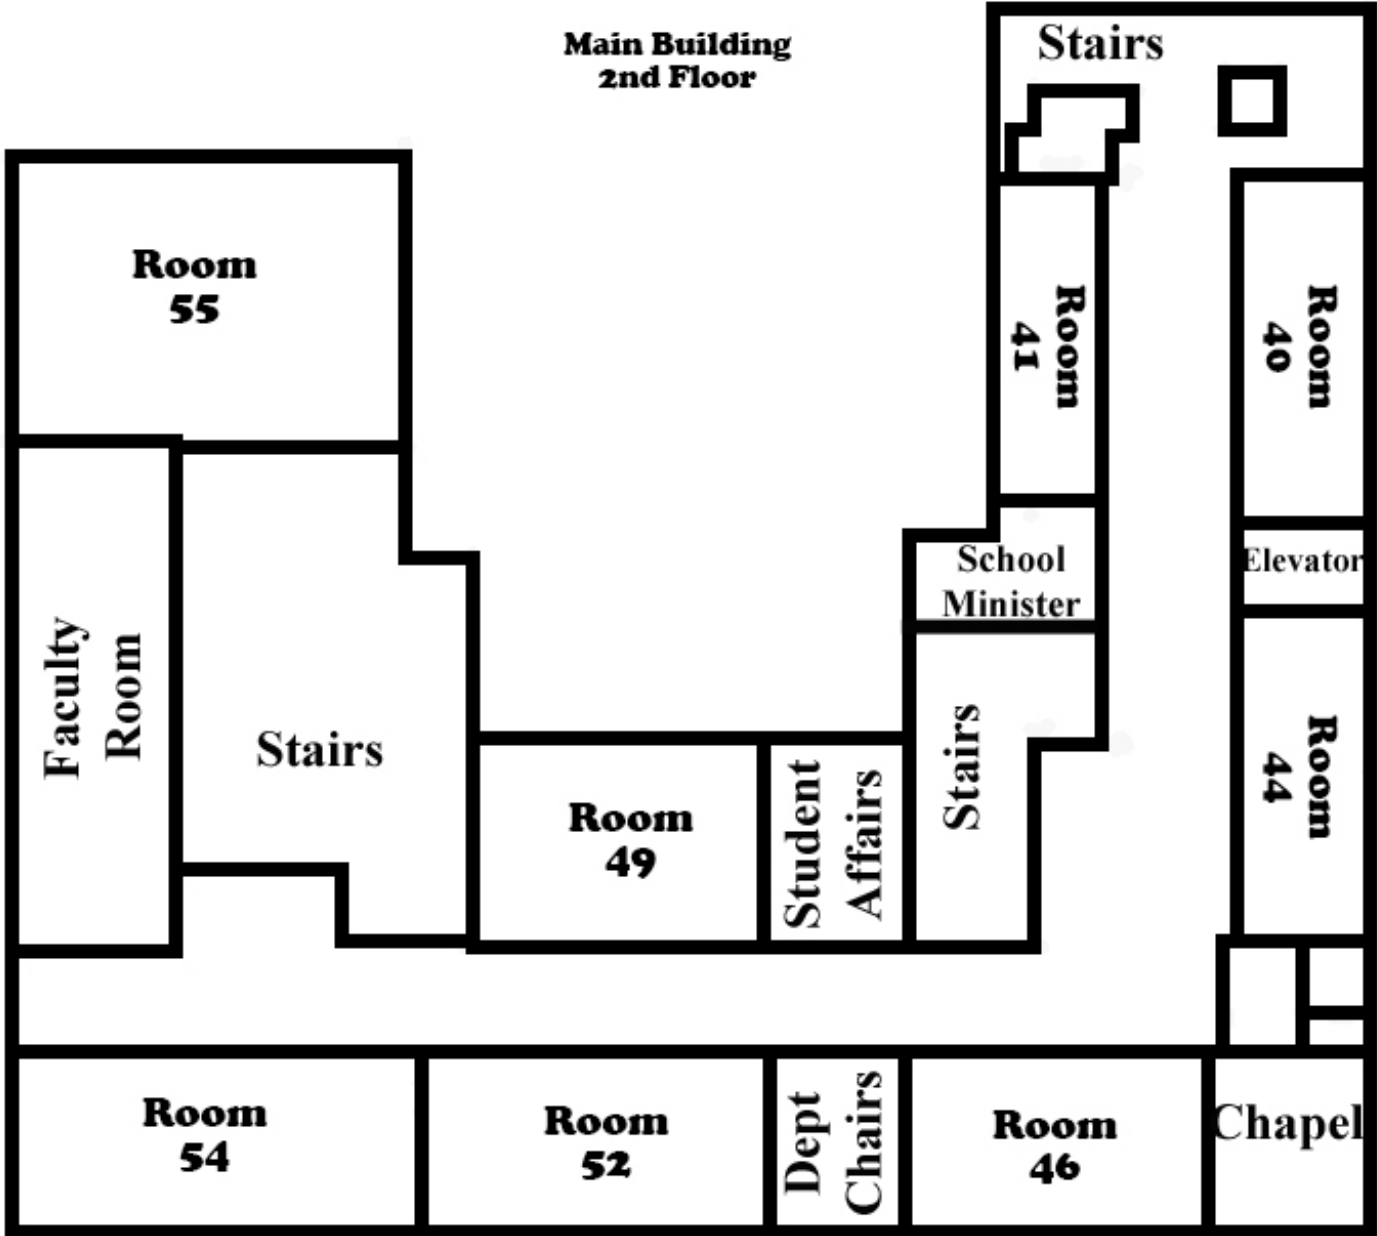 Main Building
2nd Floor
Stairs
Room
55
Room
41
Room
40
School
Minister
Elevator
Faculty
Room
Stairs
Stairs
Room
44
Room
49
Student
Affairs
Room
54
Room
52
Dept
Chairs
Room
46
Chapel